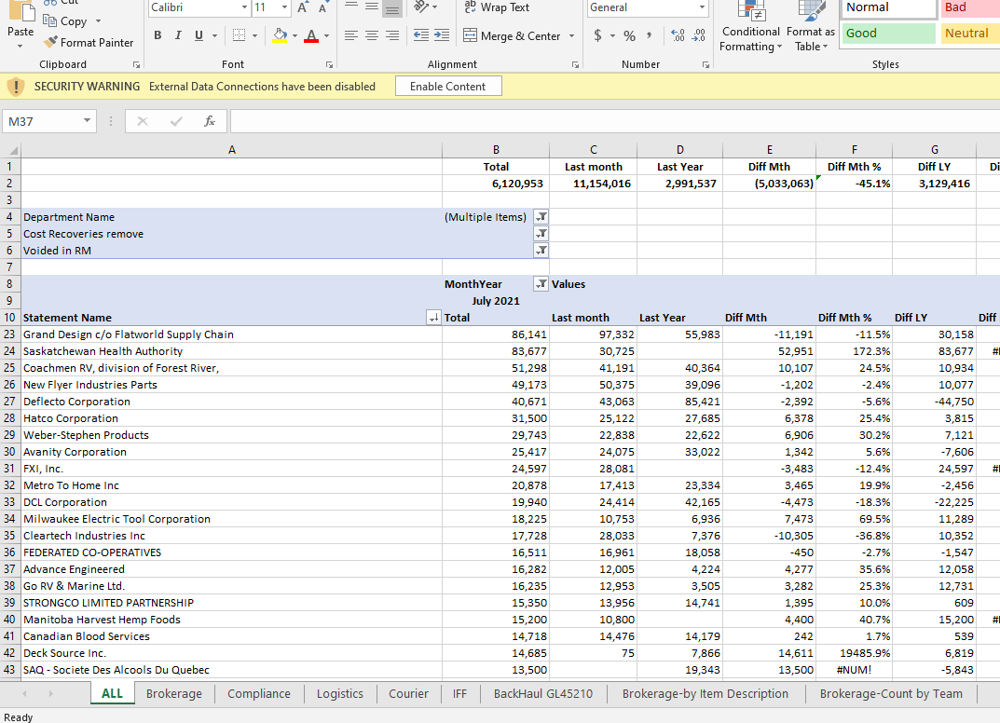 Cut Calibri 11 A A ab Wrap Text General Normal Bad
Paste Copy B I U A Merge & Center $ % , .00 Conditional Formatting Format as Table Good Neutral
Format Painter
Clipboard Font Alignment Number Styles
! SECURITY WARNING External Data Connections have been disabled Enable Content
M37 fx
A B C D E F G
1 Total Last month Last Year Diff Mth Diff Mth % Diff LY Di
2 6,120,953 11,154,016 2,991,537 (5,033,063) -45.1% 3,129,416
3
4 Department Name (Multiple Items)
5 Cost Recoveries remove
6 Voided in RM
7
8 MonthYear Values
9 July 2021
10 Statement Name Total Last month Last Year Diff Mth Diff Mth % Diff LY Diff
23 Grand Design c/o Flatworld Supply Chain 86,141 97,332 55,983 -11,191 -11.5% 30,158
24 Saskatchewan Health Authority 83,677 30,725 52,951 172.3% 83,677 #
25 Coachmen RV, division of Forest River, 51,298 41,191 40,364 10,107 24.5% 10,934
26 New Flyer Industries Parts 49,173 50,375 39,096 -1,202 -2.4% 10,077
27 Deflecto Corporation 40,671 43,063 85,421 -2,392 -5.6% -44,750
28 Hatco Corporation 31,500 25,122 27,685 6,378 25.4% 3,815
29 Weber-Stephen Products 29,743 22,838 22,622 6,906 30.2% 7,121
30 Avanity Corporation 25,417 24,075 33,022 1,342 5.6% -7,606
31 FXI, Inc. 24,597 28,081 -3,483 -12.4% 24,597 #
32 Metro To Home Inc 20,878 17,413 23,334 3,465 19.9% -2,456
33 DCL Corporation 19,940 24,414 42,165 -4,473 -18.3% -22,225
34 Milwaukee Electric Tool Corporation 18,225 10,753 6,936 7,473 69.5% 11,289
35 Cleartech Industries Inc 17,728 28,033 7,376 -10,305 -36.8% 10,352
36 FEDERATED CO-OPERATIVES 16,511 16,961 18,058 -450 -2.7% -1,547
37 Advance Engineered 16,282 12,005 4,224 4,277 35.6% 12,058
38 Go RV & Marine Ltd. 16,235 12,953 3,505 3,282 25.3% 12,731
39 STRONGCO LIMITED PARTNERSHIP 15,350 13,956 14,741 1,395 10.0% 609
40 Manitoba Harvest Hemp Foods 15,200 10,800 4,400 40.7% 15,200 #
41 Canadian Blood Services 14,718 14,476 14,179 242 1.7% 539
42 Deck Source Inc. 14,685 75 7,866 14,611 19485.9% 6,819
43 SAQ - Societe Des Alcools Du Quebec 13,500 19,343 13,500 #NUM! -5,843
ALL Brokerage Compliance Logistics Courier IFF BackHaul GL45210 Brokerage-by Item Description Brokerage-Count by Team
Ready